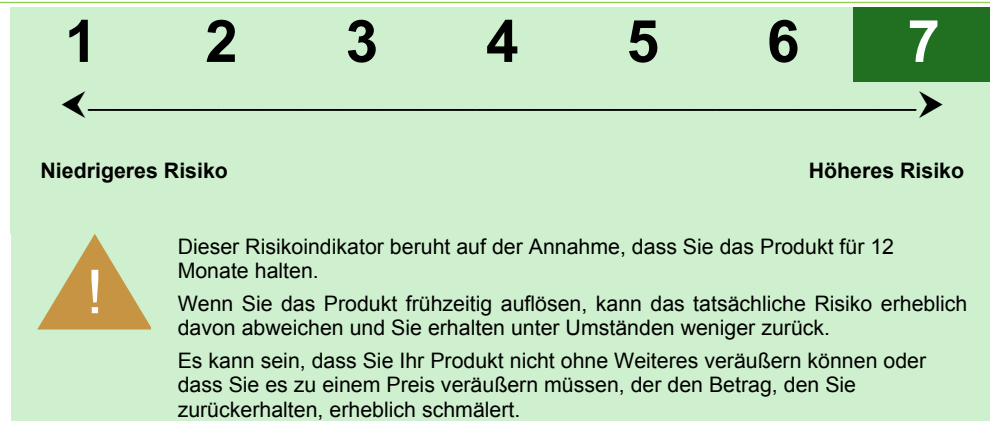 1 2 3 4 5 6 7
Niedrigeres Risiko Höheres Risiko
!
Dieser Risikoindikator beruht auf der Annahme, dass Sie das Produkt für 12
Monate halten.
Wenn Sie das Produkt frühzeitig auflösen, kann das tatsächliche Risiko erheblich
davon abweichen und Sie erhalten unter Umständen weniger zurück.
Es kann sein, dass Sie Ihr Produkt nicht ohne Weiteres veräußern können oder
dass Sie es zu einem Preis veräußern müssen, der den Betrag, den Sie
zurückerhalten, erheblich schmälert.